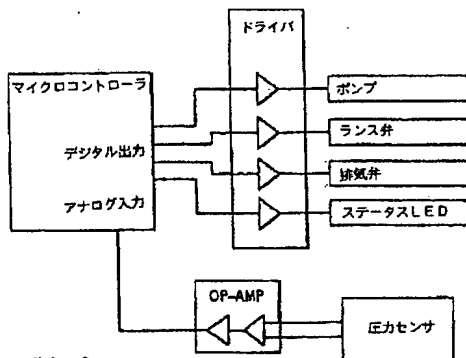 ドライバ
マイクロコントローラ
デジタル出力
アナログ入力
ポンプ
ランス弁
排気弁
ステータスLED
OP-AMP
圧力センサ